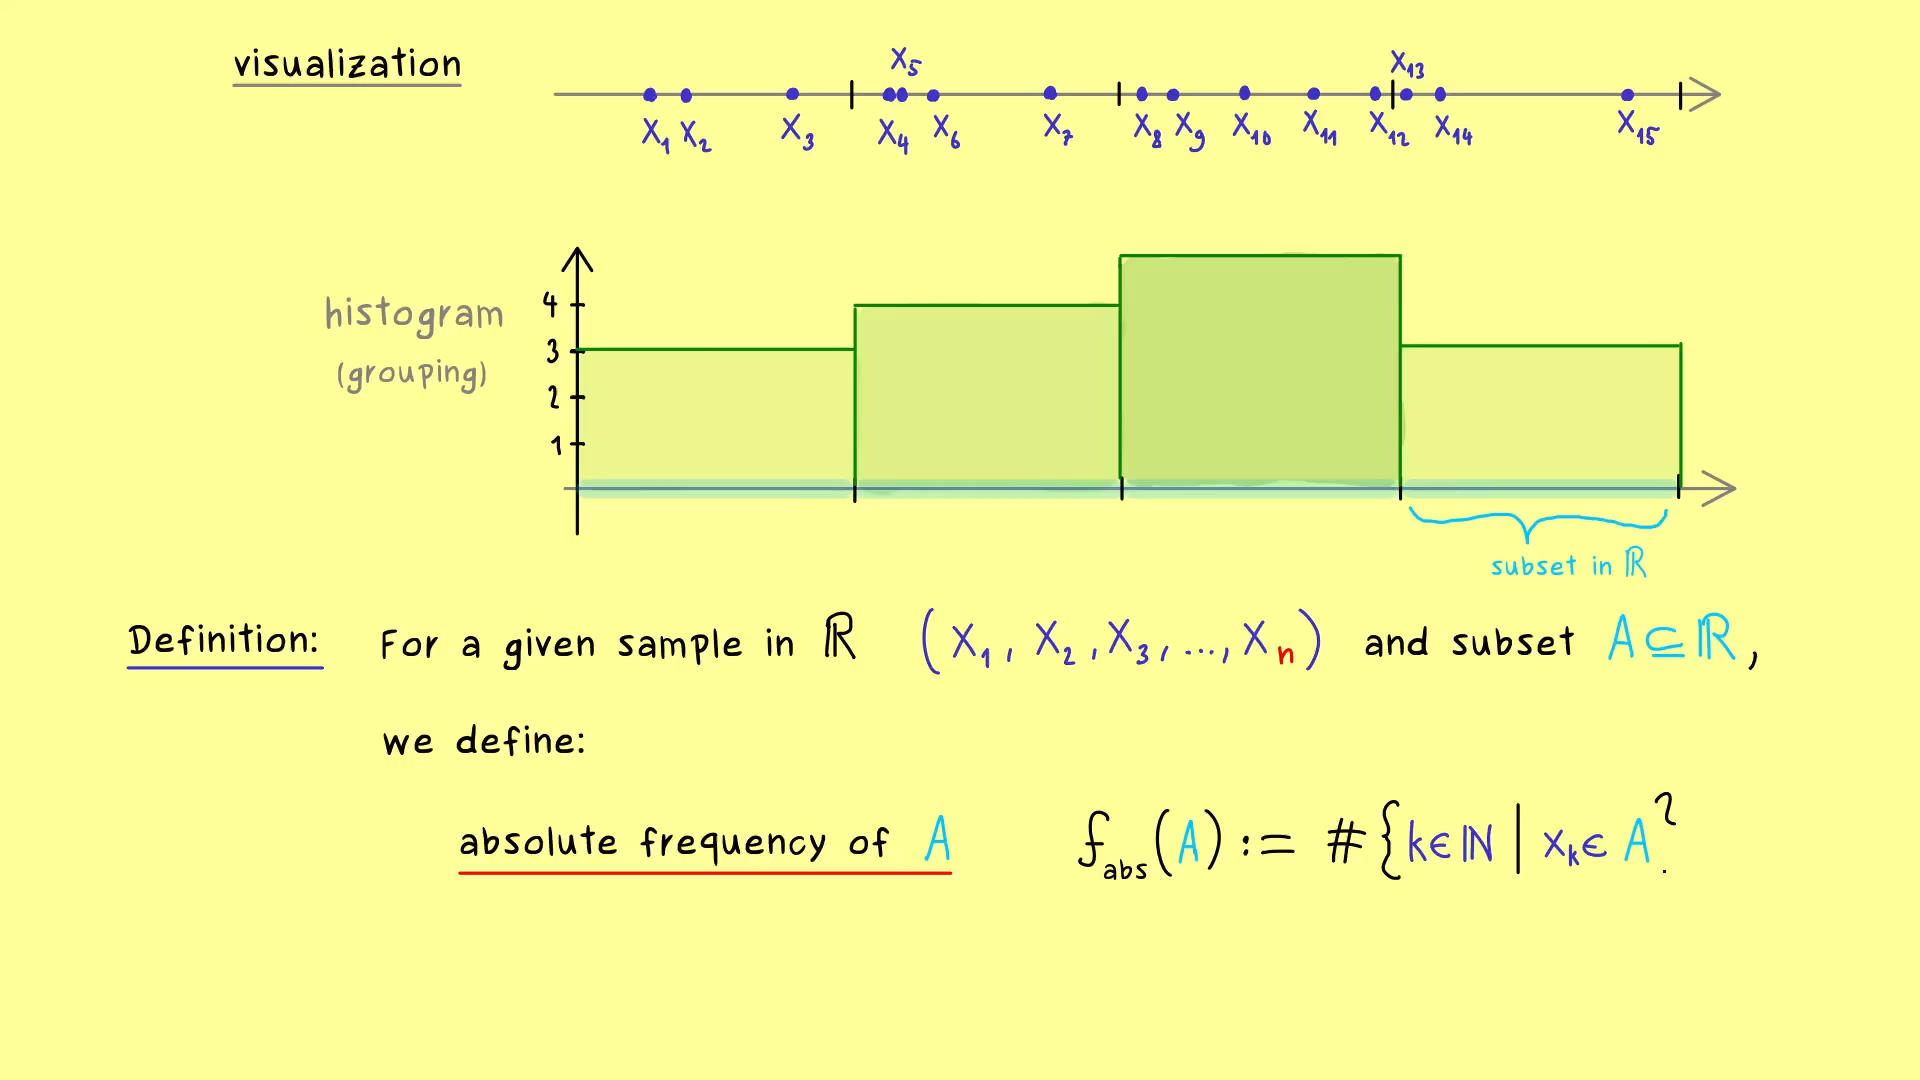 visualization
x₅ x₁₃
x₁ x₂ x₃ x₄ x₆ x₇ x₈ x₉ x₁₀ x₁₁ x₁₂ x₁₄ x₁₅
histogram
(grouping)
4
3
2
1
subset in ℝ
Definition: For a given sample in ℝ (x₁, x₂, x₃, ..., xₙ) and subset A ⊆ ℝ,
we define:
absolute frequency of A f_abs(A) := #{k ∈ ℕ | xₖ ∈ A